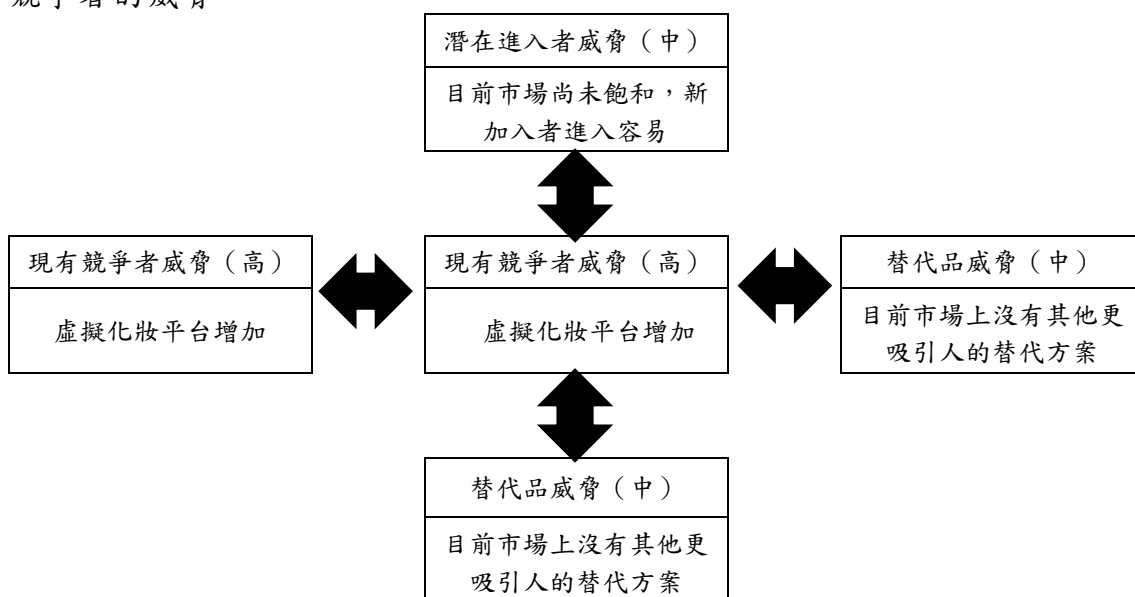 競爭者的威脅
潛在進入者威脅（中）
目前市場尚未飽和，新
加入者進入容易
現有競爭者威脅（高）
虛擬化妝平台增加
現有競爭者威脅（高）
虛擬化妝平台增加
替代品威脅（中）
目前市場上沒有其他更
吸引人的替代方案
替代品威脅（中）
目前市場上沒有其他更
吸引人的替代方案